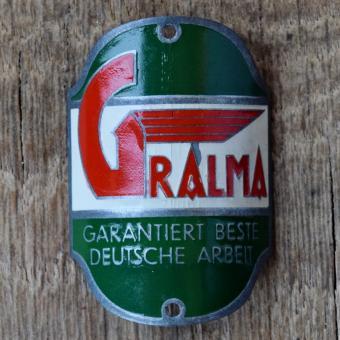 GRALMA
GARANTIERT BESTE
DEUTSCHE ARBEIT